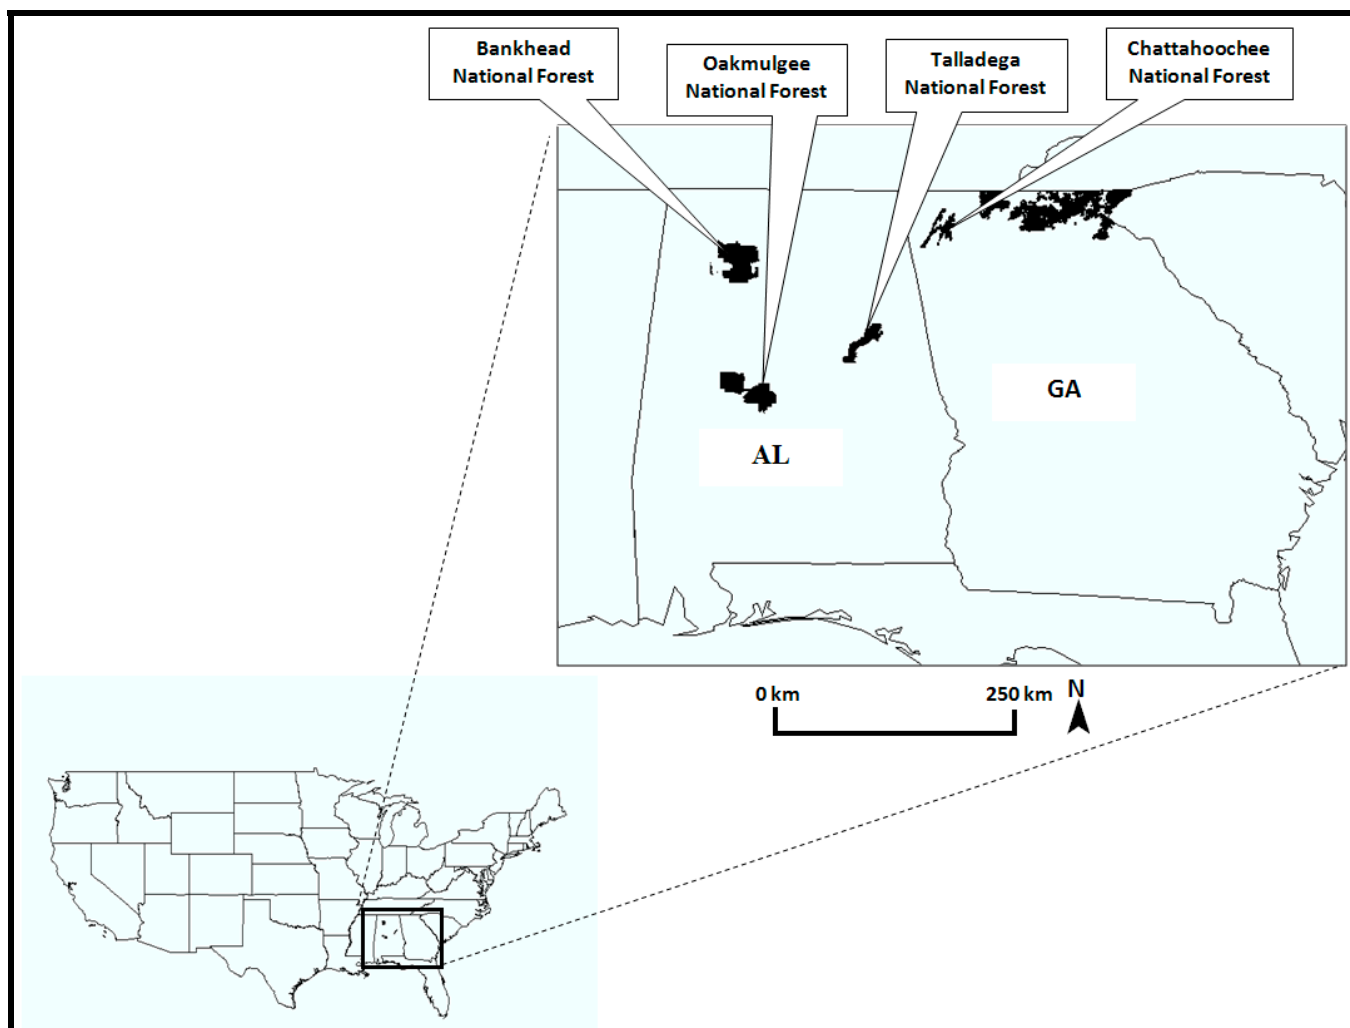 Bankhead
National Forest
Oakmulgee
National Forest
Talladega
National Forest
Chattahoochee
National Forest
GA
AL
0 km
250 km
N